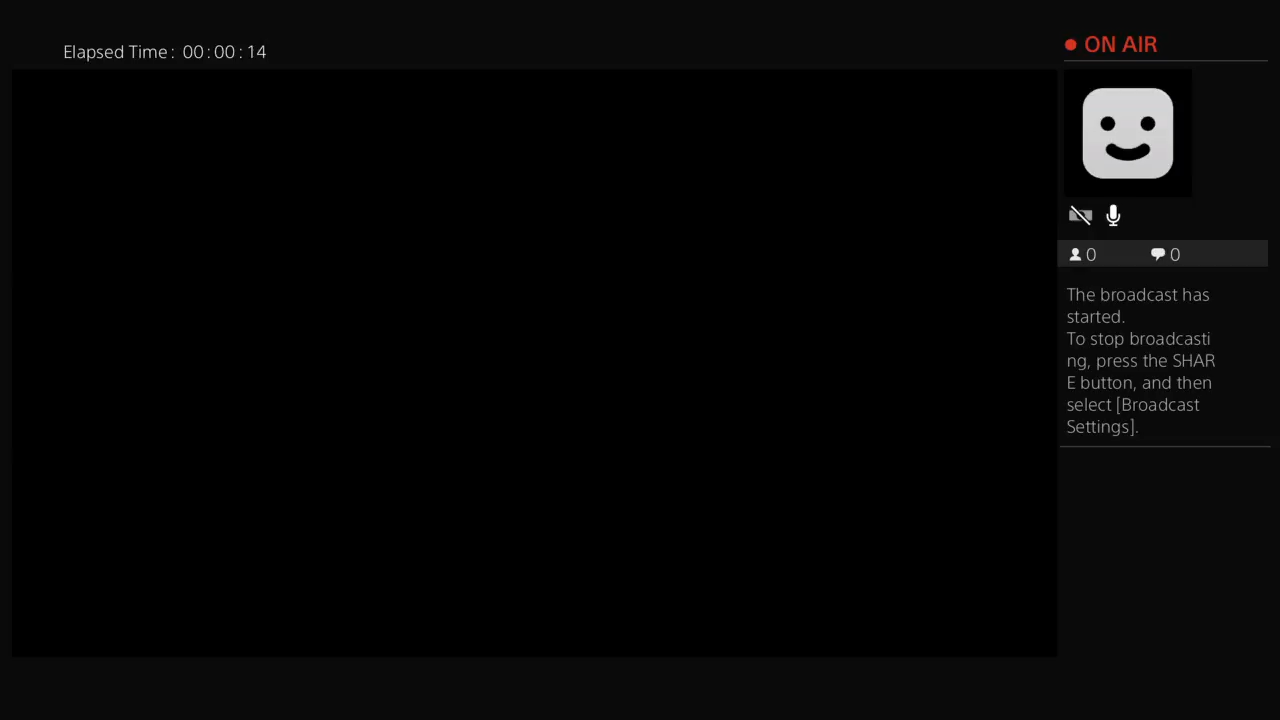 Elapsed Time: 00:00:14
ON AIR
0 0
The broadcast has
started.
To stop broadcasti
ng, press the SHAR
E button, and then
select [Broadcast
Settings].